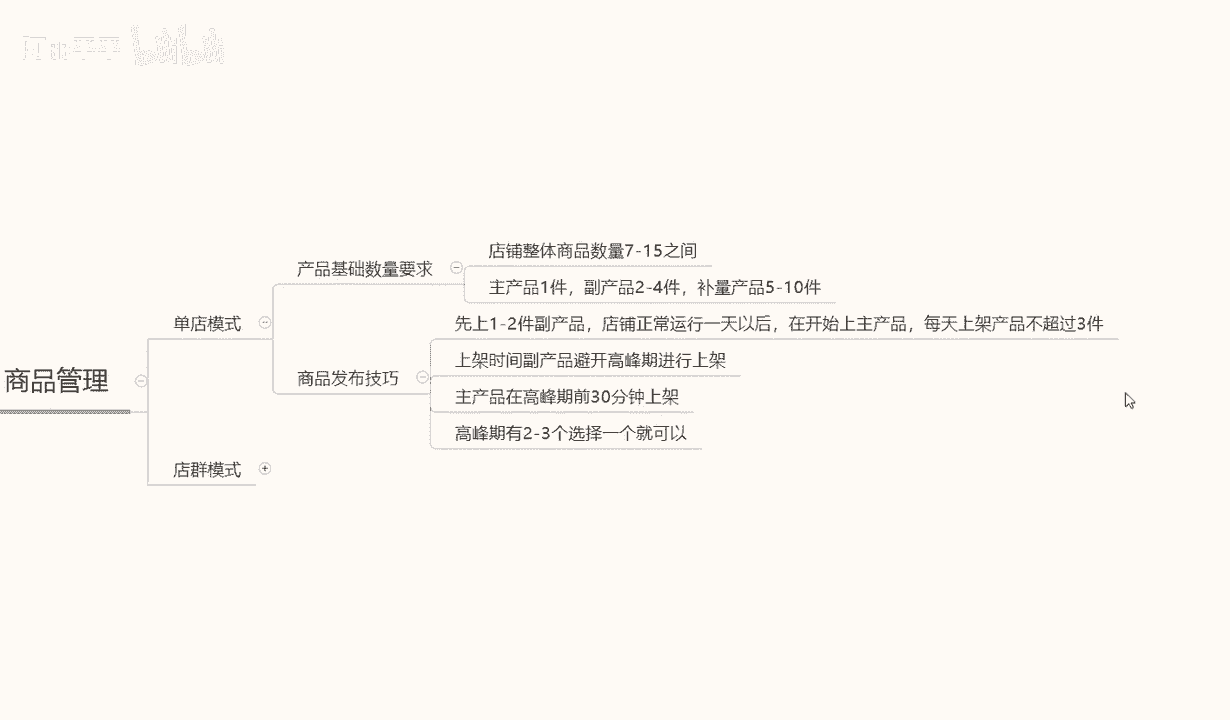 bilibili
店铺整体商品数量7-15之间
产品基础数量要求
主产品1件，副产品2-4件，补量产品5-10件
单店模式
先上1-2件副产品，店铺正常运行一天以后，在开始上主产品，每天上架产品不超过3件
上架时间副产品避开高峰期进行上架
商品管理
商品发布技巧
主产品在高峰期前30分钟上架
高峰期有2-3个选择一个就可以
店群模式